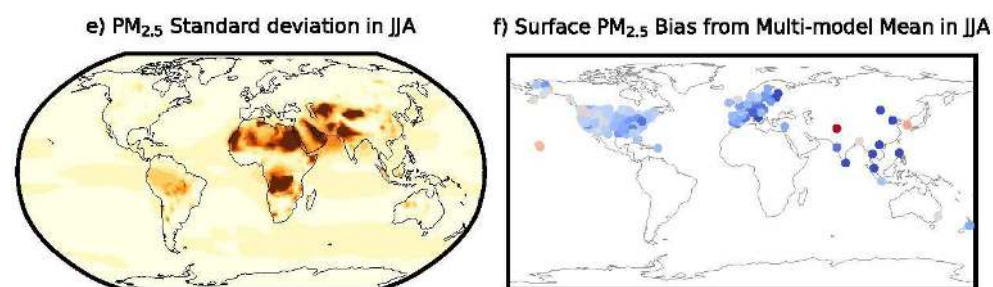 e) PM2.5 Standard deviation in JJA
f) Surface PM2.5 Bias from Multi-model Mean in JJA